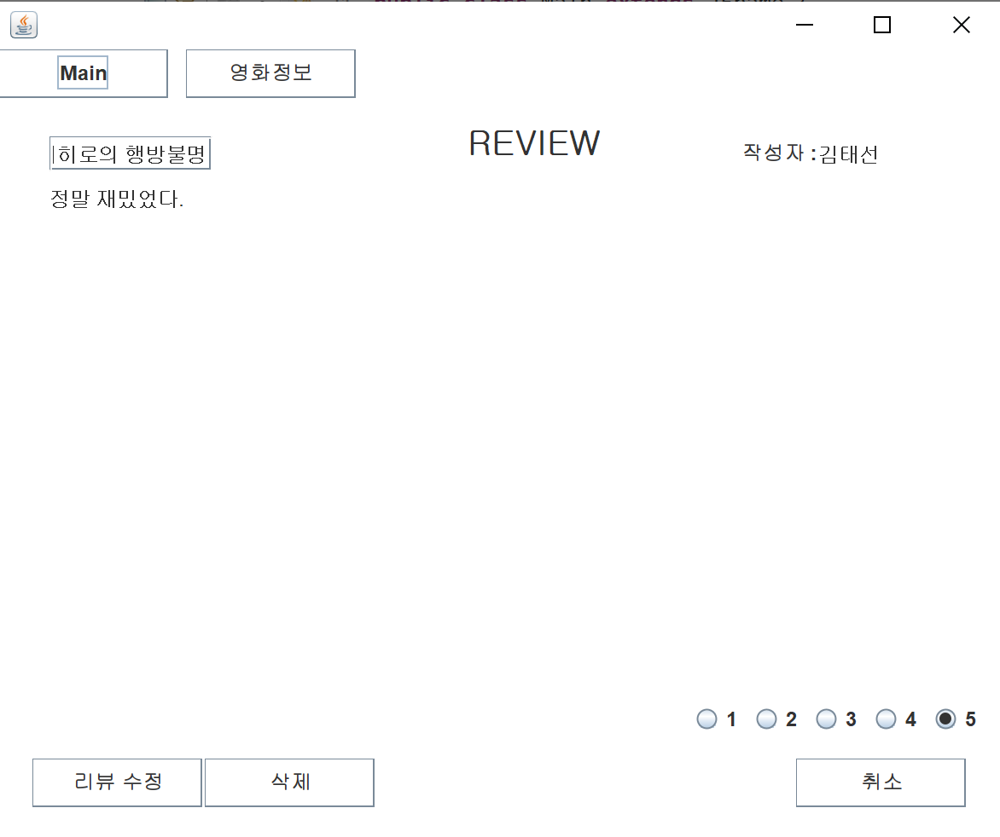 Main 영화정보
REVIEW
히로의 행방불명
작성자 : 김태선
정말 재밌었다.
1 2 3 4 5
리뷰 수정 삭제 취소